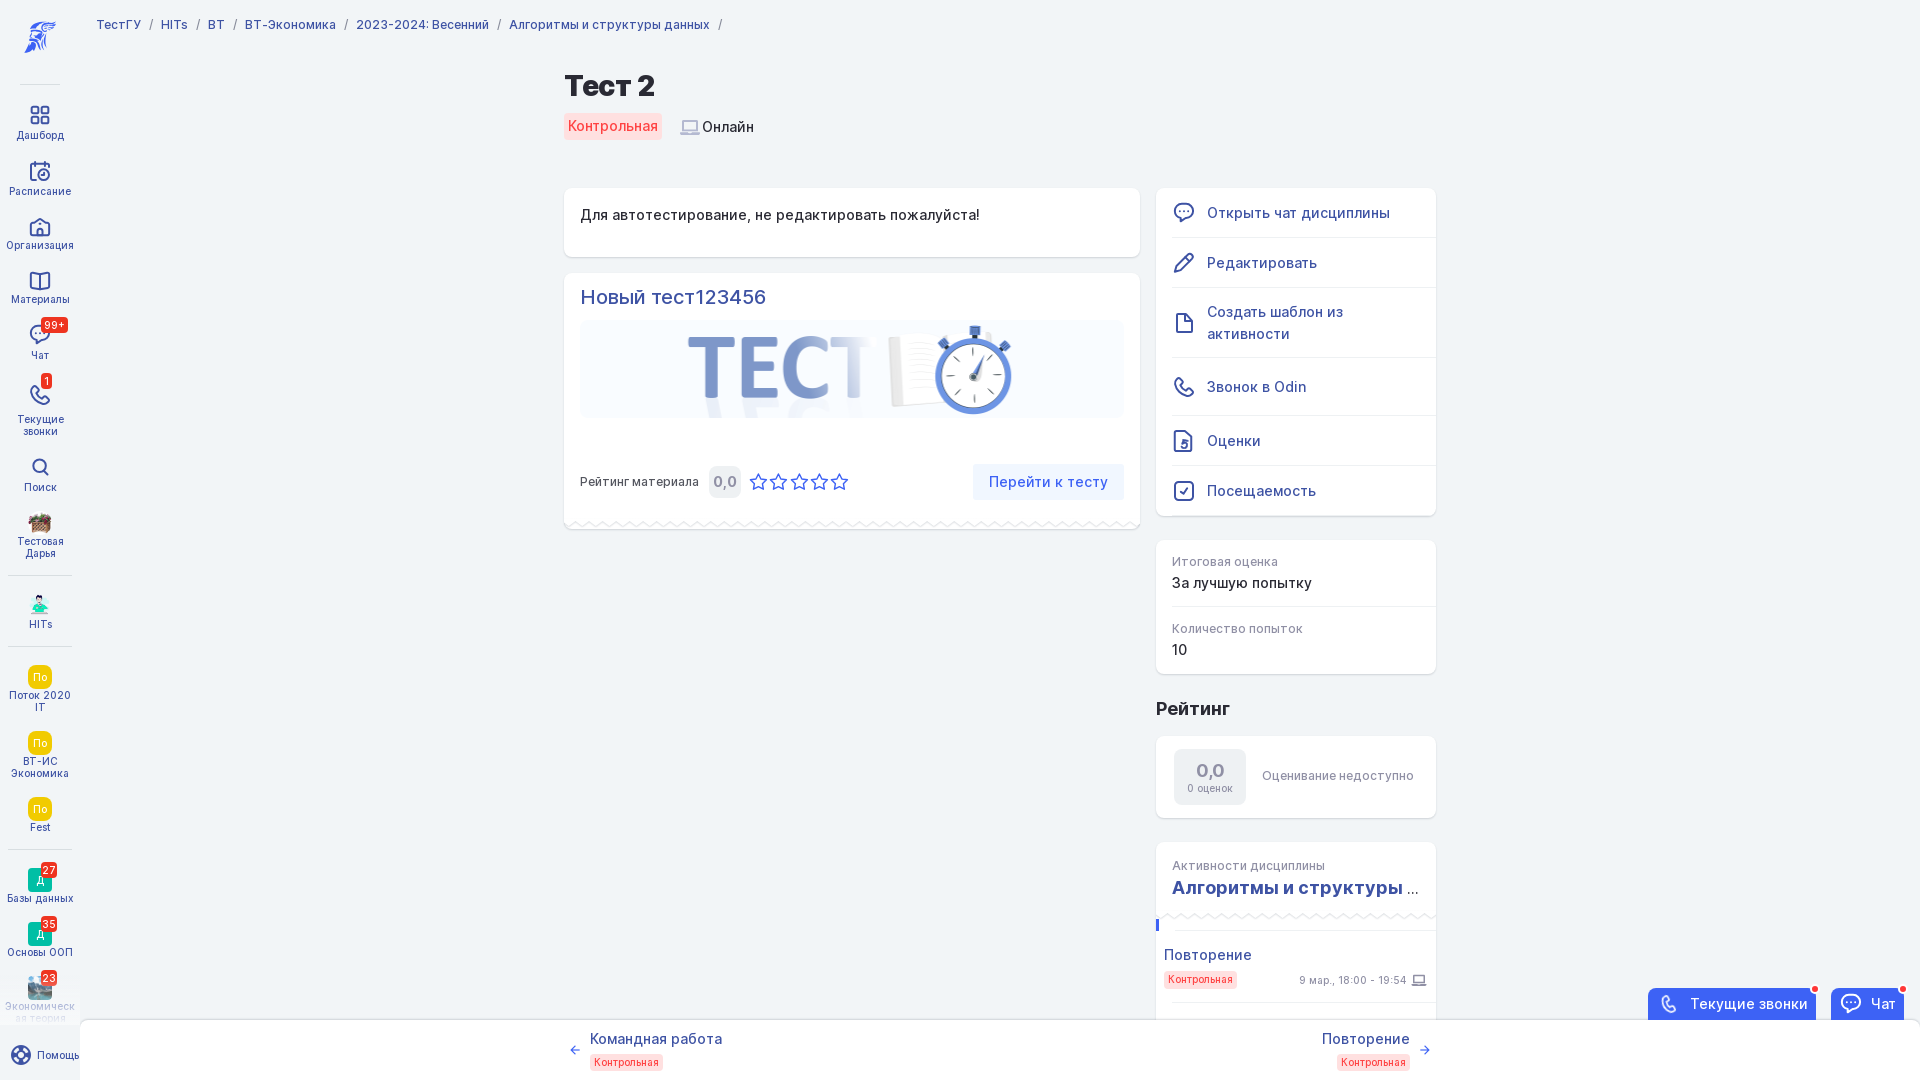 ТестГУ / HITs / ВТ / ВТ-Экономика / 2023-2024: Весенний / Алгоритмы и структуры данных /
Дашборд
Расписание
Организация
Материалы
99+
Чат
1
Текущие
звонки
Поиск
Тестовая
Дарья
HITs
По
Поток 2020
IT
По
ВТ-ИС
Экономика
По
Fest
27
Д
Базы данных
35
Д
Основы ООП
23
Экономическ
ая теория
Помощь
Тест 2
Контрольная
Онлайн
Для автотестирование, не редактировать пожалуйста!
Новый тест123456
ТЕСТ
Рейтинг материала 0,0
Перейти к тесту
Открыть чат дисциплины
Редактировать
Создать шаблон из
активности
Звонок в Odin
Оценки
Посещаемость
Итоговая оценка
За лучшую попытку
Количество попыток
10
Рейтинг
0,0
0 оценок
Оценивание недоступно
Активности дисциплины
Алгоритмы и структуры ...
Повторение
Контрольная 9 мар., 18:00 - 19:54
Текущие звонки
Чат
Командная работа
Контрольная
Повторение
Контрольная